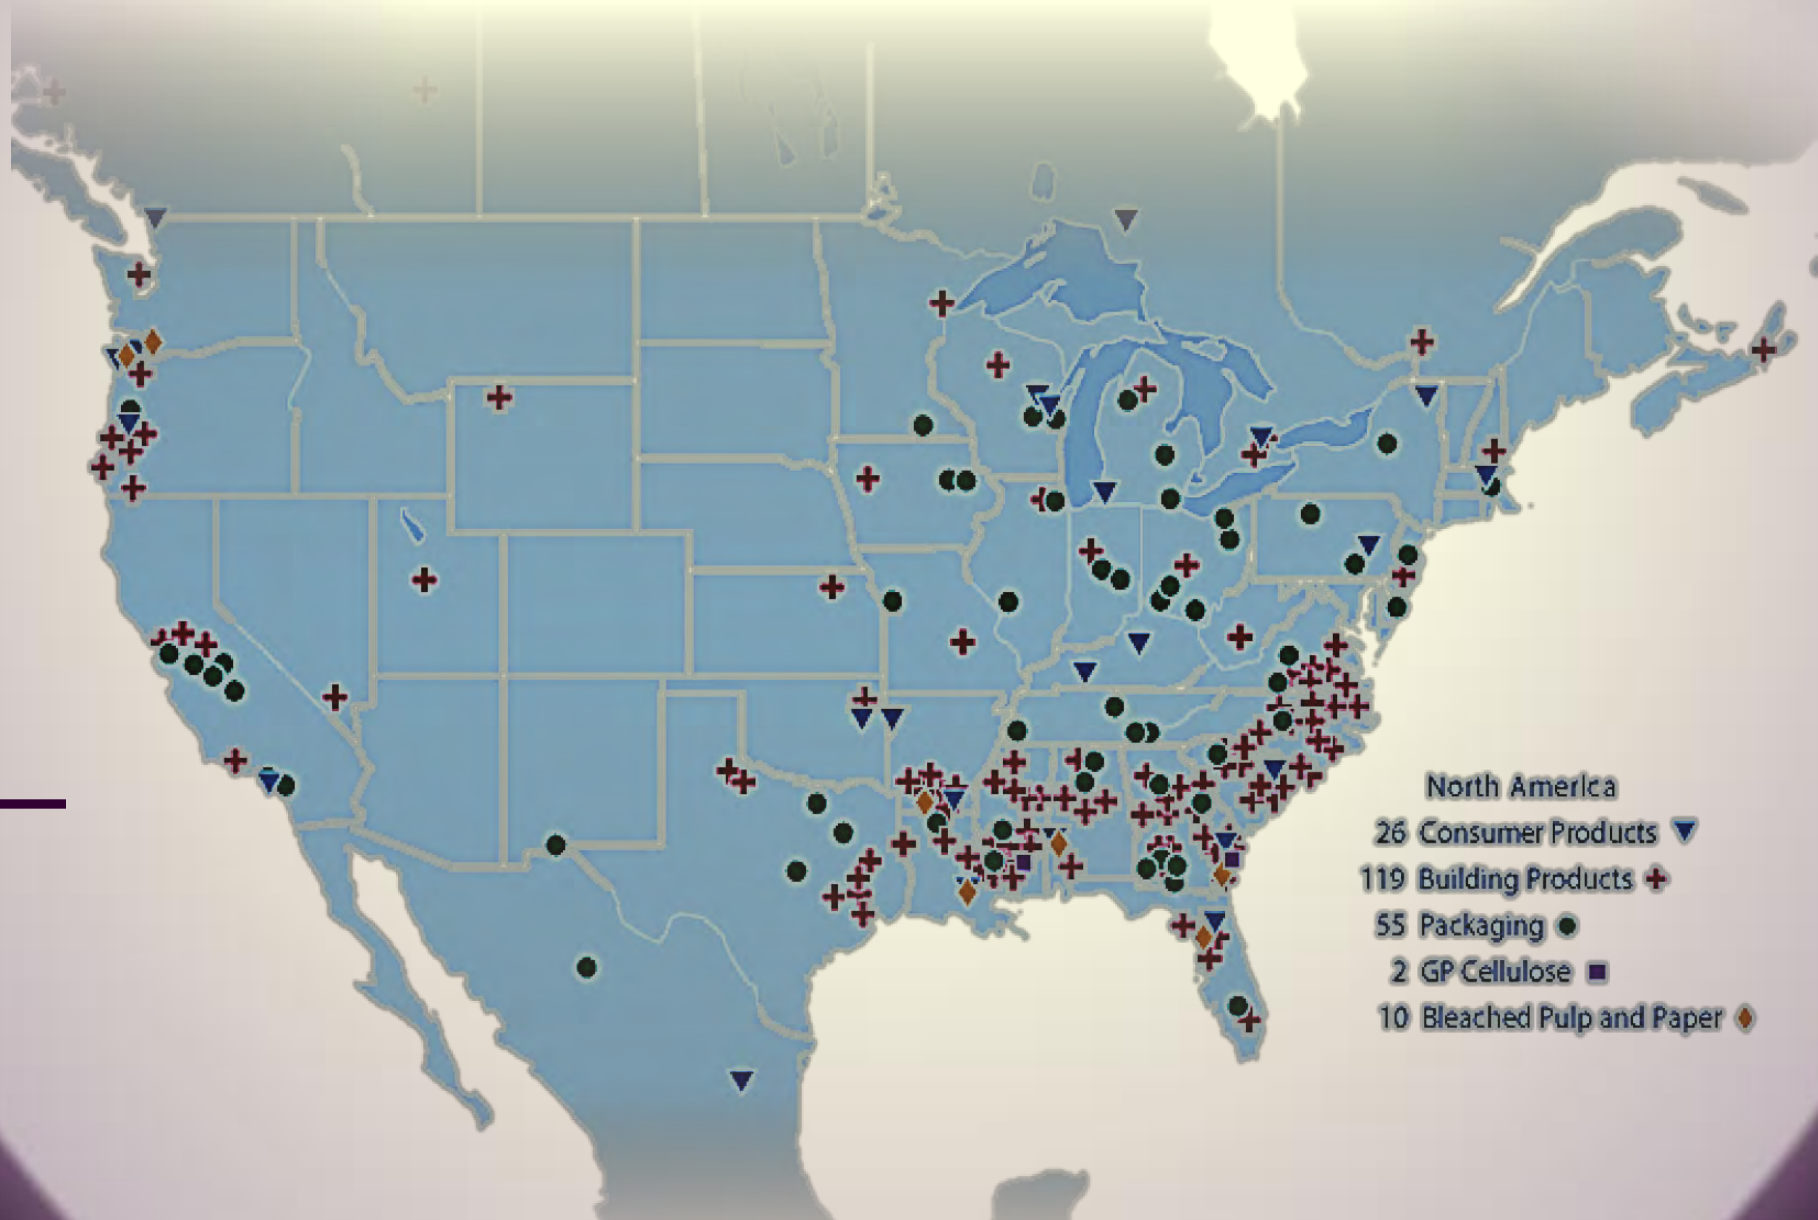 North America
26 Consumer Products
119 Building Products
55 Packaging
2 GP Cellulose
10 Bleached Pulp and Paper